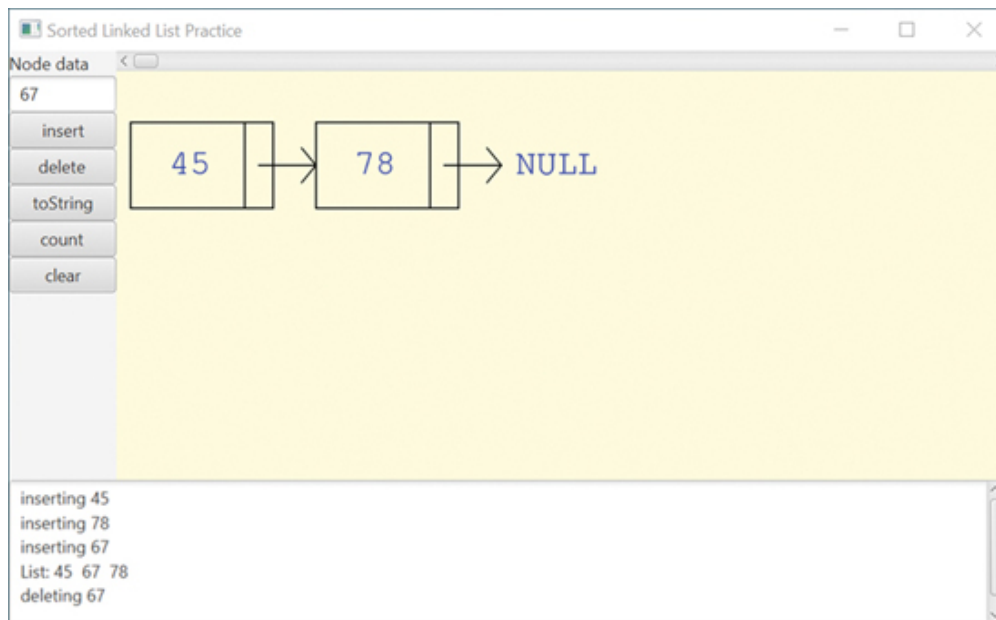 Sorted Linked List Practice
Node data
67
insert
delete
toString
count
clear
45 78 NULL
inserting 45
inserting 78
inserting 67
List: 45 67 78
deleting 67